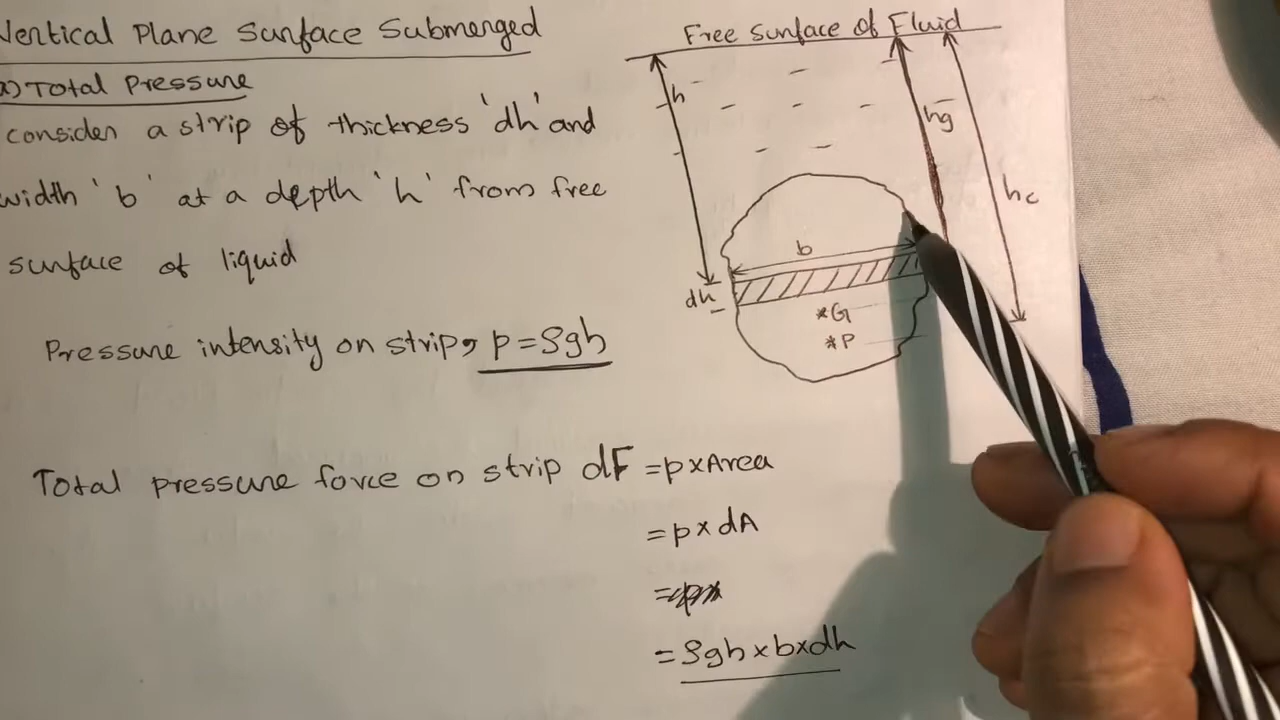 Vertical Plane Surface Submerged
a) Total Pressure
consider a strip of thickness 'dh' and
width 'b' at a depth 'h' from free
surface of liquid
Pressure intensity on strip, p = ρgh
Total pressure force on strip dF = p×Area
= p×dA
=
= ρgh×b×dh
Free Surface of Fluid
h
hg
hc
b
dh
*G
*P